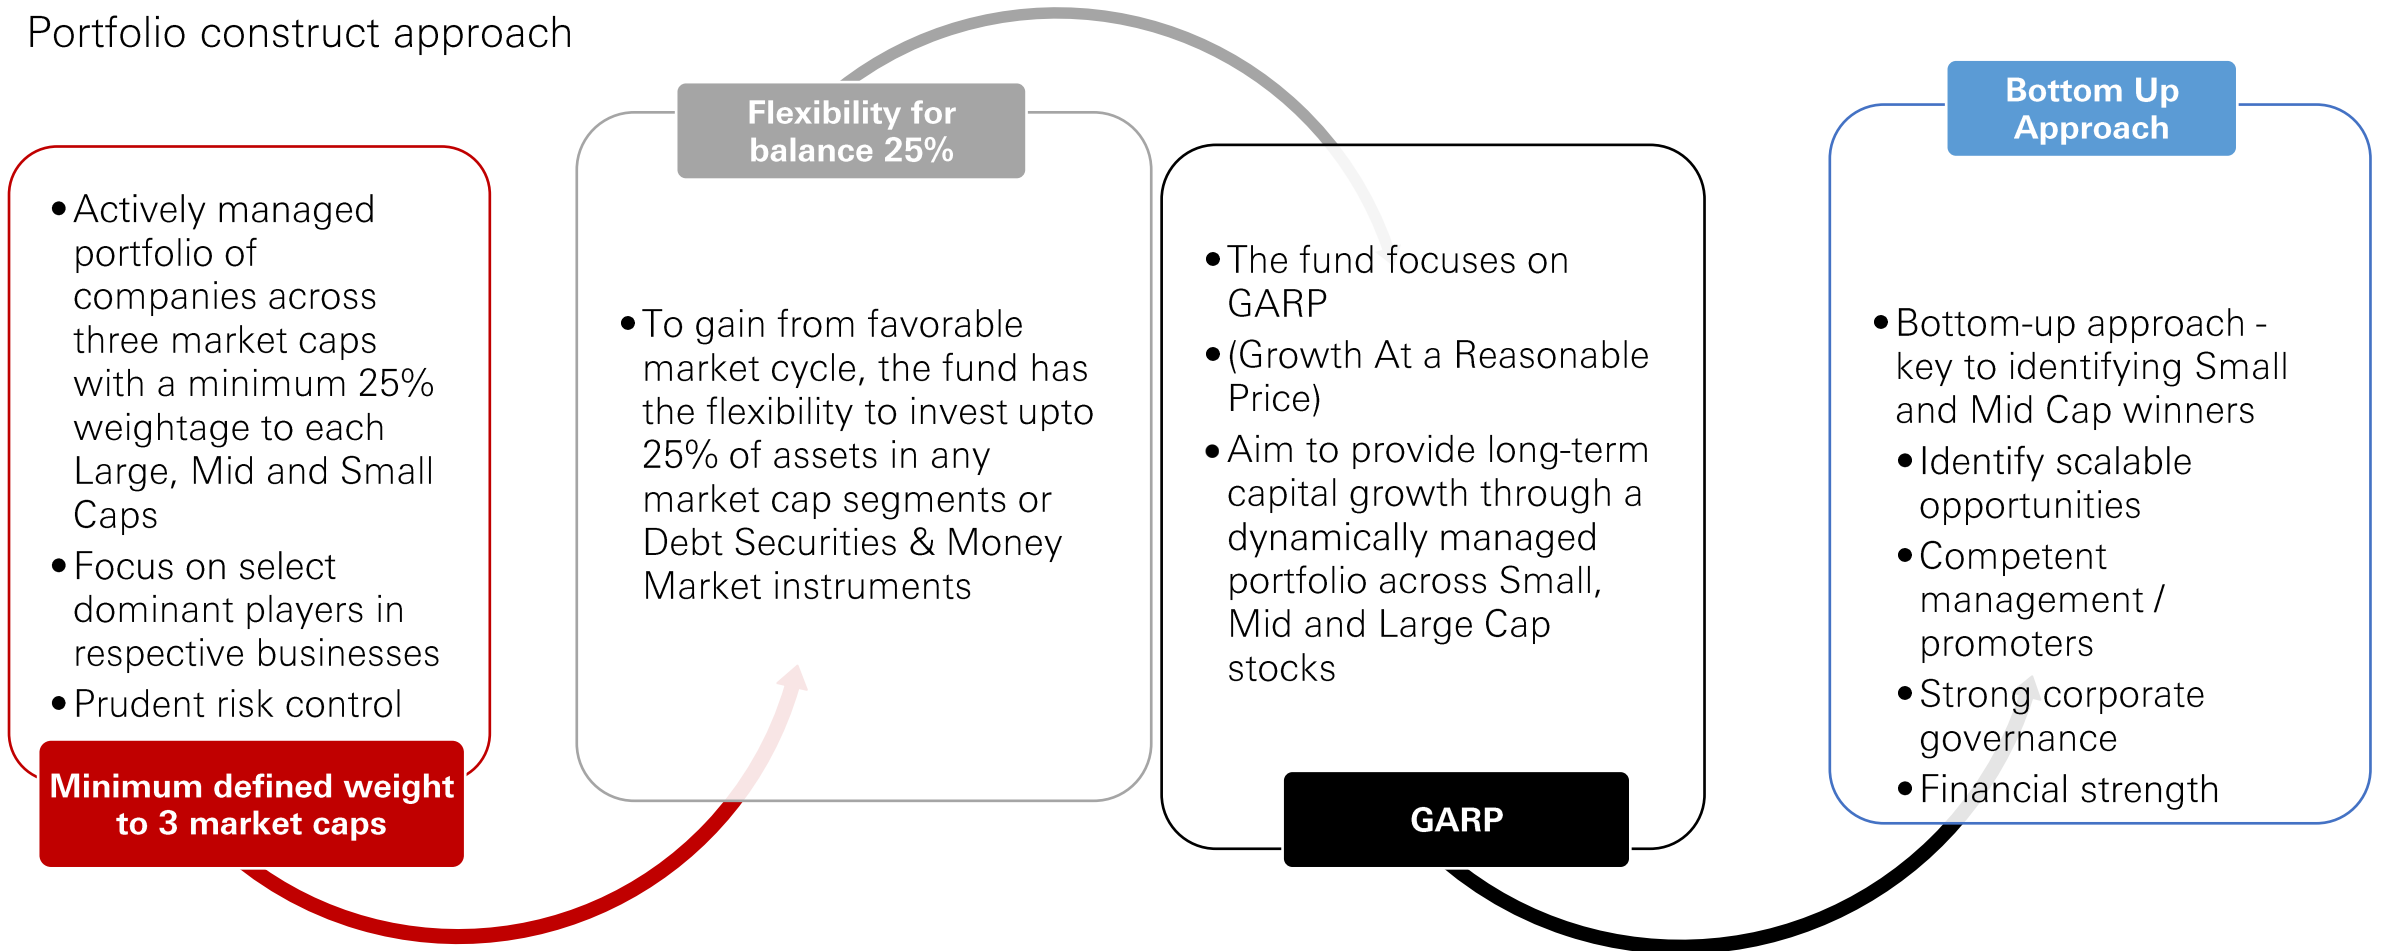 Portfolio construct approach
•Actively managed
portfolio of
companies across
three market caps
with a minimum 25%
weightage to each
Large, Mid and Small
Caps
•Focus on select
dominant players in
respective businesses
•Prudent risk control
Minimum defined weight
to 3 market caps
Flexibility for
balance 25%
•To gain from favorable
market cycle, the fund has
the flexibility to invest upto
25% of assets in any
market cap segments or
Debt Securities & Money
Market instruments
•The fund focuses on
GARP
•(Growth At a Reasonable
Price)
•Aim to provide long-term
capital growth through a
dynamically managed
portfolio across Small,
Mid and Large Cap
stocks
GARP
Bottom Up
Approach
•Bottom-up approach -
key to identifying Small
and Mid Cap winners
•Identify scalable
opportunities
•Competent
management /
promoters
•Strong corporate
governance
•Financial strength